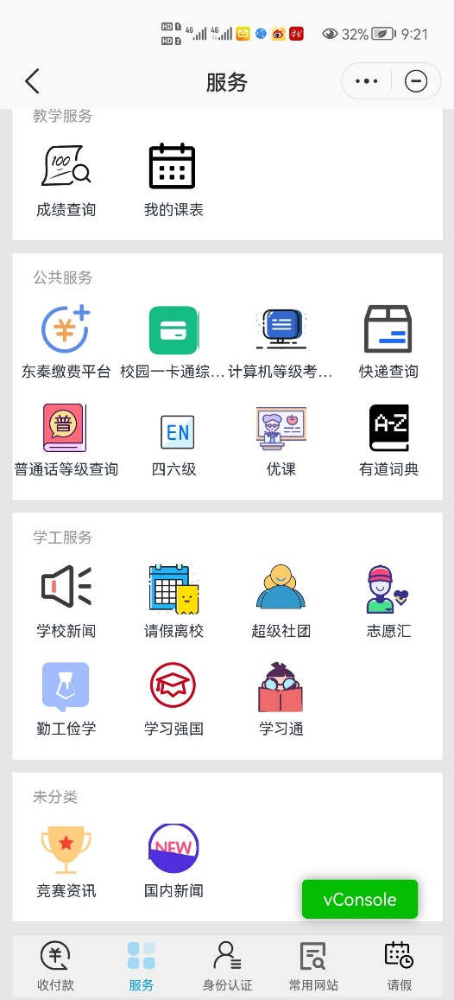 HD 1 4G 4G 32% 9:21
HD 2
服务
教学服务
100
成绩查询 我的课表
公共服务
东秦缴费平台 校园一卡通综... 计算机等级考... 快递查询
普 EN A-Z
普通话等级查询 四六级 优课 有道词典
学工服务
学校新闻 请假离校 超级社团 志愿汇
勤工俭学 学习强国 学习通
未分类
NEW
竞赛资讯 国内新闻
vConsole
收付款 服务 身份认证 常用网站 请假